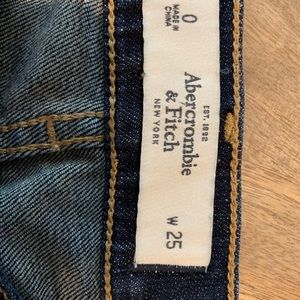 0
MADE IN
CHINA
EST. 1892
Abercrombie
& Fitch
NEW YORK
W 25